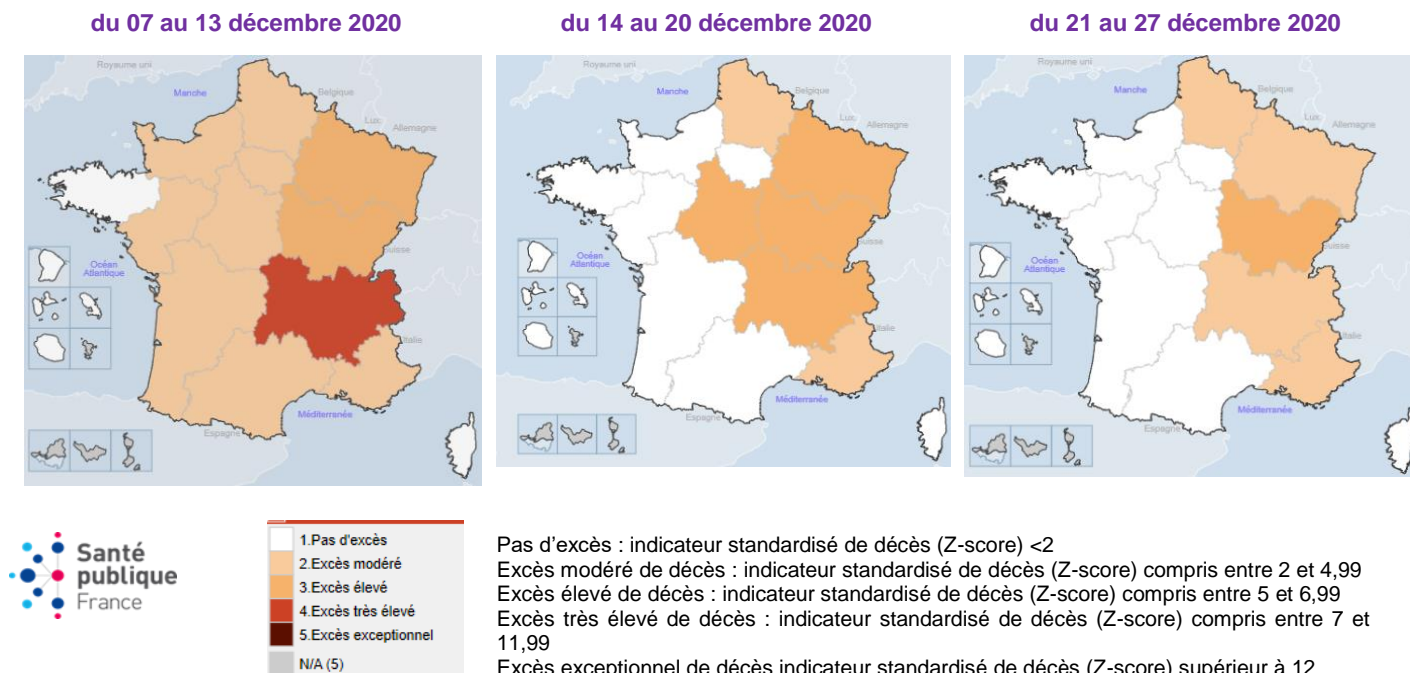 du 07 au 13 décembre 2020
du 14 au 20 décembre 2020
du 21 au 27 décembre 2020
Royaume uni
Manche
Belgique
Lux.
Allemagne
Suisse
Océan
Atlantique
Italie
Méditerranée
Espagne
Royaume uni
Manche
Belgique
Lux.
Allemagne
Suisse
Océan
Atlantique
Italie
Méditerranée
Espagne
Royaume uni
Manche
Belgique
Lux.
Allemagne
Suisse
Océan
Atlantique
Italie
Méditerranée
Espagne
Santé
publique
France
1.Pas d'excès
2.Excès modéré
3.Excès élevé
4.Excès très élevé
5.Excès exceptionnel
N/A (5)
Pas d’excès : indicateur standardisé de décès (Z-score) <2
Excès modéré de décès : indicateur standardisé de décès (Z-score) compris entre 2 et 4,99
Excès élevé de décès : indicateur standardisé de décès (Z-score) compris entre 5 et 6,99
Excès très élevé de décès : indicateur standardisé de décès (Z-score) compris entre 7 et
11,99
Excès exceptionnel de décès indicateur standardisé de décès (Z-score) supérieur à 12